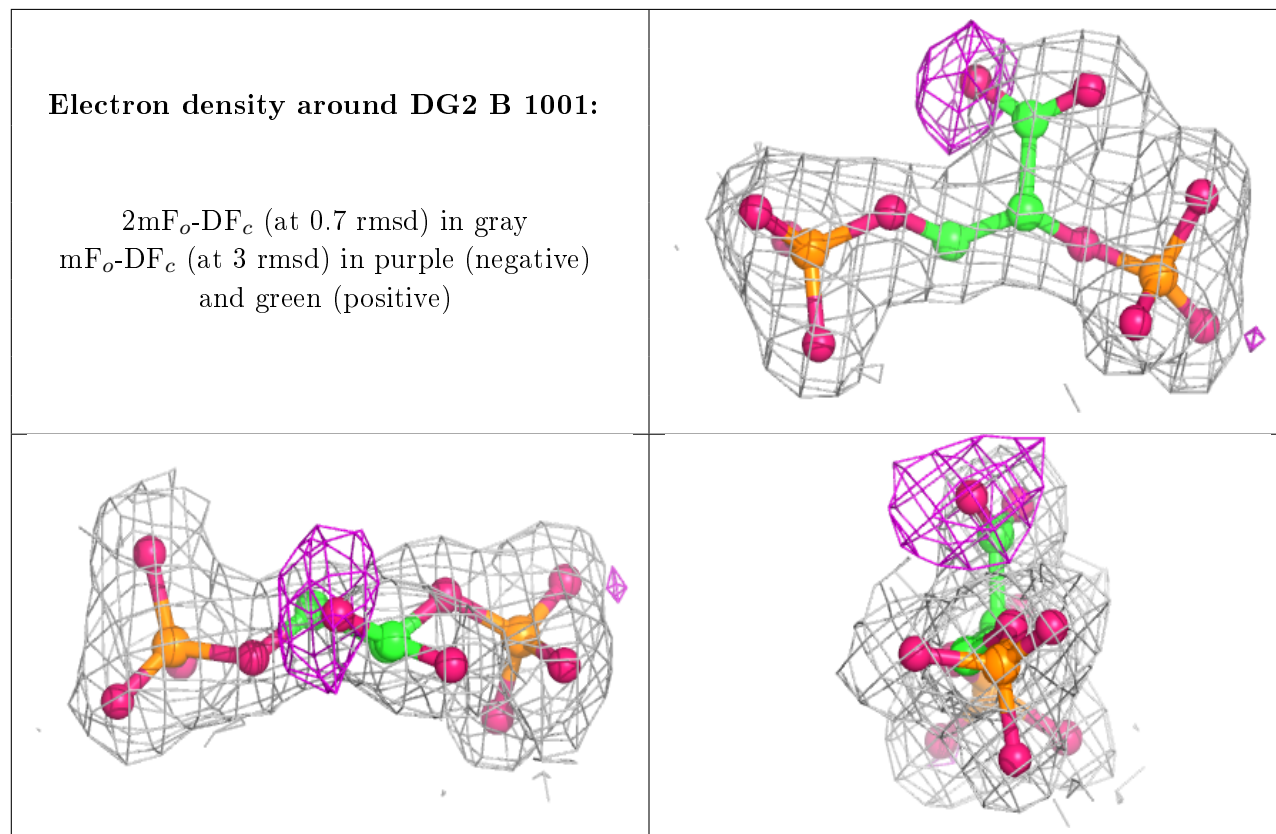 Electron density around DG2 B 1001:
2mFₒ-DF𝒸 (at 0.7 rmsd) in gray
mFₒ-DF𝒸 (at 3 rmsd) in purple (negative)
and green (positive)